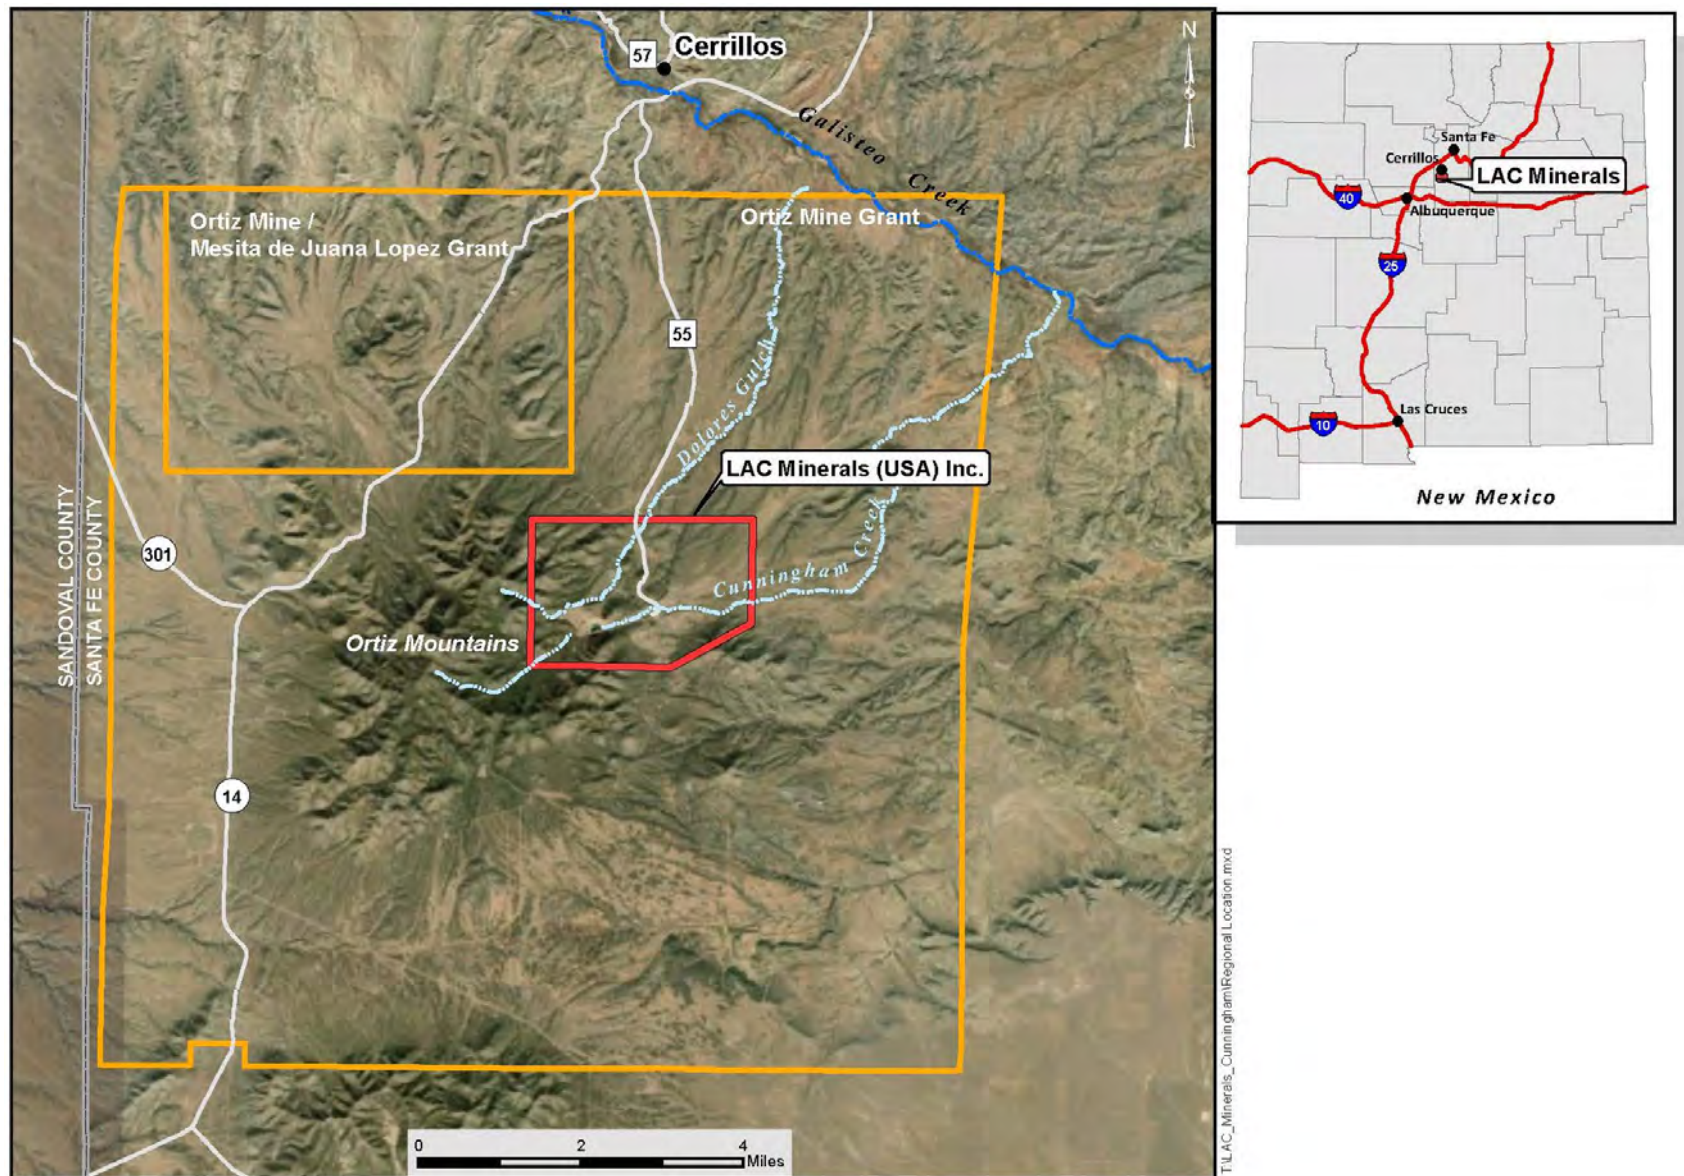 57
Cerrillos
N
Galisteo
Creek
Ortiz Mine /
Mesita de Juana Lopez Grant
Ortiz Mine Grant
55
Dolores Gulch
LAC Minerals (USA) Inc.
301
SANDOVAL COUNTY
SANTA FE COUNTY
Cunningham
Creek
Ortiz Mountains
14
0
2
4
Miles
Santa Fe
Cerrillos
LAC Minerals
40
Albuquerque
25
Las Cruces
10
New Mexico
T:\LAC_Minerals_Cunningham\Regional Location.mxd